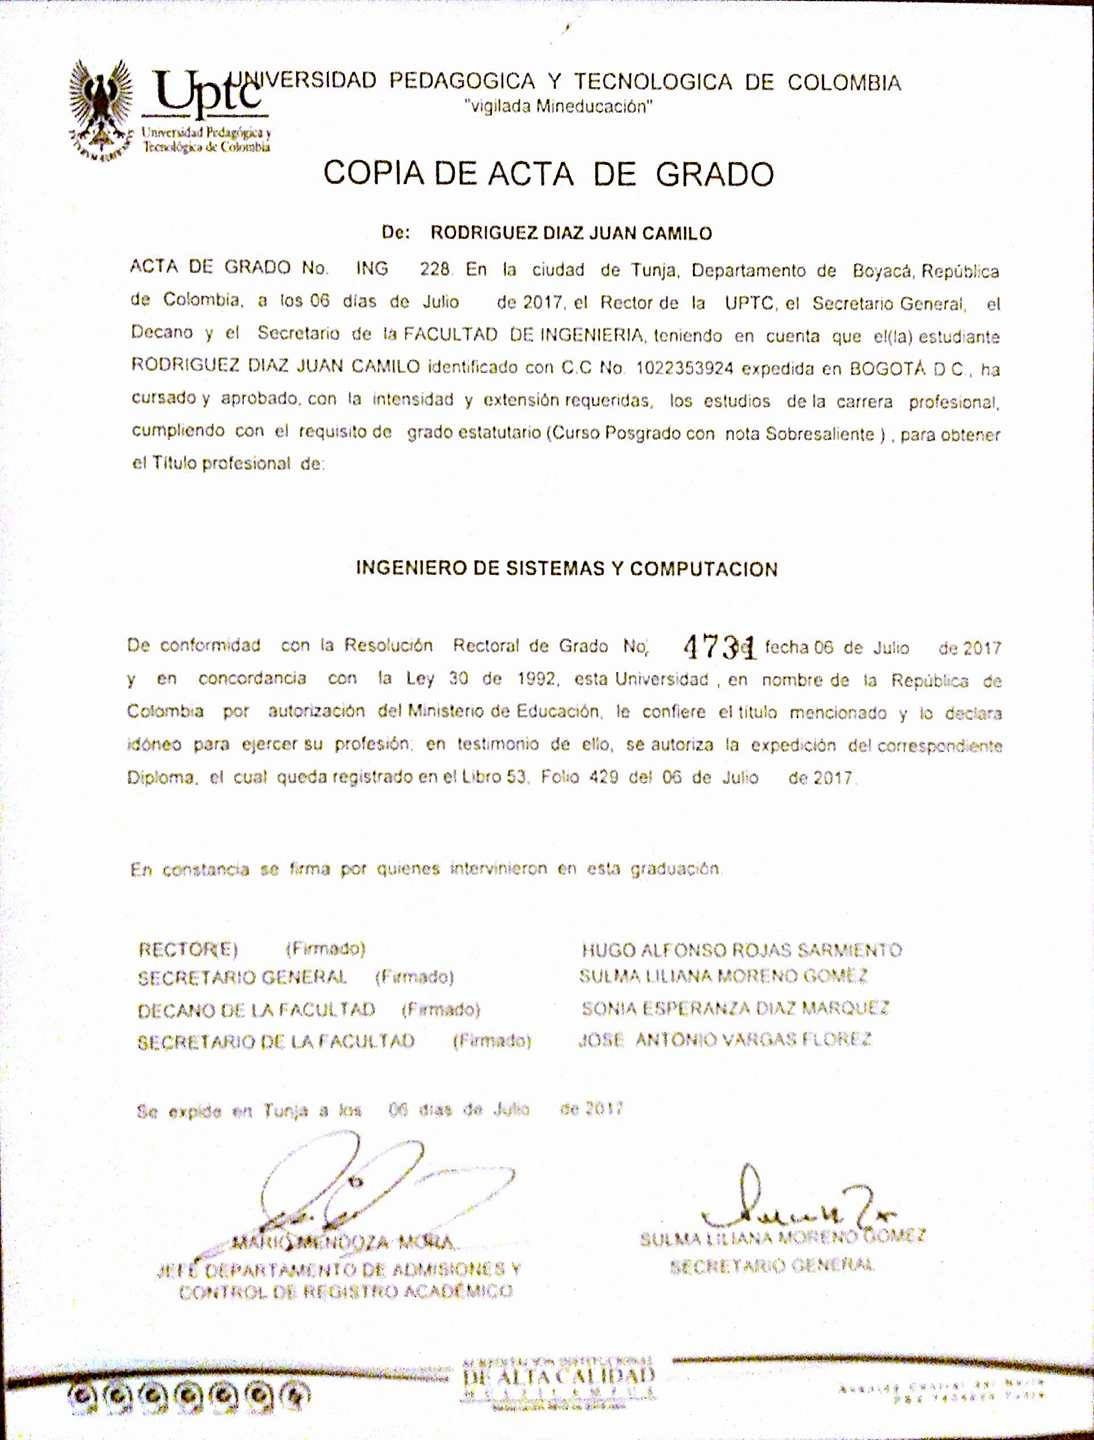 Uptc
Universidad Pedagógica y
Tecnológica de Colombia
UNIVERSIDAD PEDAGOGICA Y TECNOLOGICA DE COLOMBIA
"vigilada Mineducación"
COPIA DE ACTA DE GRADO
De: RODRIGUEZ DIAZ JUAN CAMILO
ACTA DE GRADO No. ING 228. En la ciudad de Tunja, Departamento de Boyacá, República
de Colombia, a los 06 días de Julio de 2017, el Rector de la UPTC, el Secretario General, el
Decano y el Secretario de la FACULTAD DE INGENIERIA, teniendo en cuenta que el(la) estudiante
RODRIGUEZ DIAZ JUAN CAMILO identificado con C.C No. 1022353924 expedida en BOGOTÁ D.C., ha
cursado y aprobado, con la intensidad y extensión requeridas, los estudios de la carrera profesional,
cumpliendo con el requisito de grado estatutario (Curso Posgrado con nota Sobresaliente ) , para obtener
el Título profesional de:
INGENIERO DE SISTEMAS Y COMPUTACION
De conformidad con la Resolución Rectoral de Grado No. 4731 de fecha 06 de Julio de 2017
y en concordancia con la Ley 30 de 1992, esta Universidad , en nombre de la República de
Colombia por autorización del Ministerio de Educación, le confiere el título mencionado y lo declara
idóneo para ejercer su profesión; en testimonio de ello, se autoriza la expedición del correspondiente
Diploma, el cual queda registrado en el Libro 53, Folio 429 del 06 de Julio de 2017.
En constancia se firma por quienes intervinieron en esta graduación.
RECTOR(E) (Firmado) HUGO ALFONSO ROJAS SARMIENTO
SECRETARIO GENERAL (Firmado) SULMA LILIANA MORENO GOMEZ
DECANO DE LA FACULTAD (Firmado) SONIA ESPERANZA DIAZ MARQUEZ
SECRETARIO DE LA FACULTAD (Firmado) JOSE ANTONIO VARGAS FLOREZ
Se expide en Tunja a los 06 días de Julio de 2017
MARIO MENDOZA MORA
JEFE DEPARTAMENTO DE ADMISIONES Y
CONTROL DE REGISTRO ACADÉMICO
SULMA LILIANA MORENO GOMEZ
SECRETARIO GENERAL
ACREDITACIÓN INSTITUCIONAL
DE ALTA CALIDAD
MULTICAMPUS
Avenida Central del Norte